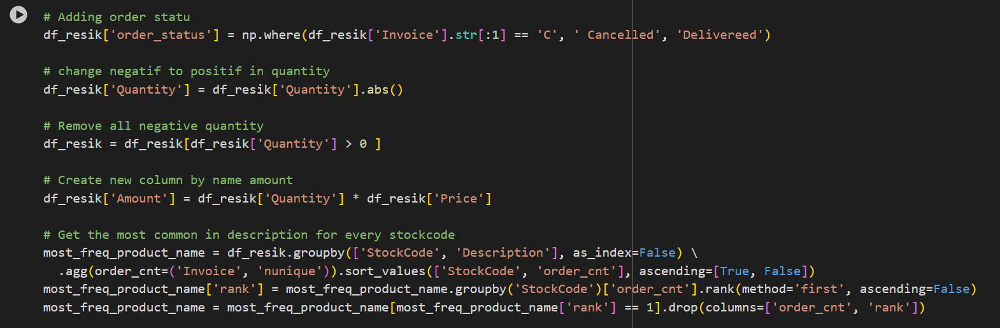 # Adding order statu
df_resik['order_status'] = np.where(df_resik['Invoice'].str[:1] == 'C', ' Cancelled', 'Delivereed')
# change negatif to positif in quantity
df_resik['Quantity'] = df_resik['Quantity'].abs()
# Remove all negative quantity
df_resik = df_resik[df_resik['Quantity'] > 0 ]
# Create new column by name amount
df_resik['Amount'] = df_resik['Quantity'] * df_resik['Price']
# Get the most common in description for every stockcode
most_freq_product_name = df_resik.groupby(['StockCode', 'Description'], as_index=False) \
  .agg(order_cnt=('Invoice', 'nunique')).sort_values(['StockCode', 'order_cnt'], ascending=[True, False])
most_freq_product_name['rank'] = most_freq_product_name.groupby('StockCode')['order_cnt'].rank(method='first', ascending=False)
most_freq_product_name = most_freq_product_name[most_freq_product_name['rank'] == 1].drop(columns=['order_cnt', 'rank'])